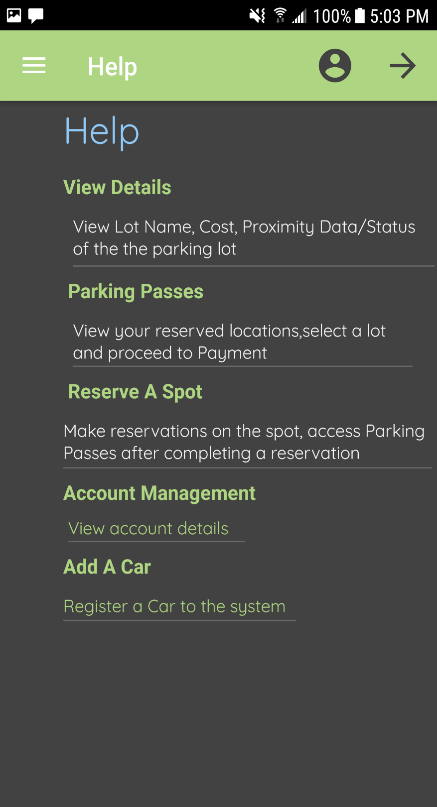 100% 5:03 PM
Help
Help
View Details
View Lot Name, Cost, Proximity Data/Status
of the the parking lot
Parking Passes
View your reserved locations,select a lot
and proceed to Payment
Reserve A Spot
Make reservations on the spot, access Parking
Passes after completing a reservation
Account Management
View account details
Add A Car
Register a Car to the system